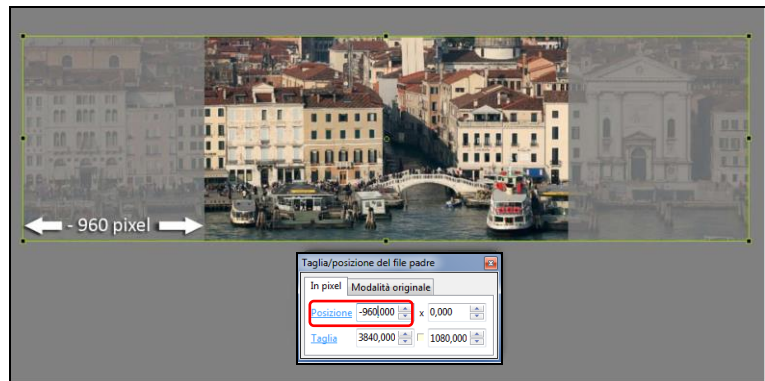 - 960 pixel
Taglia/posizione del file padre
In pixel Modalità originale
Posizione -960,000 x 0,000
Taglia 3840,000 1080,000